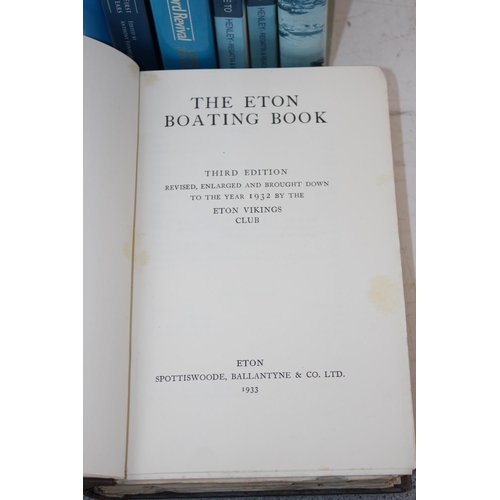 THE ETON
BOATING BOOK
THIRD EDITION
REVISED, ENLARGED AND BROUGHT DOWN
TO THE YEAR 1932 BY THE
ETON VIKINGS
CLUB
ETON
SPOTTISWOODE, BALLANTYNE & CO. LTD.
1933
HENLEY